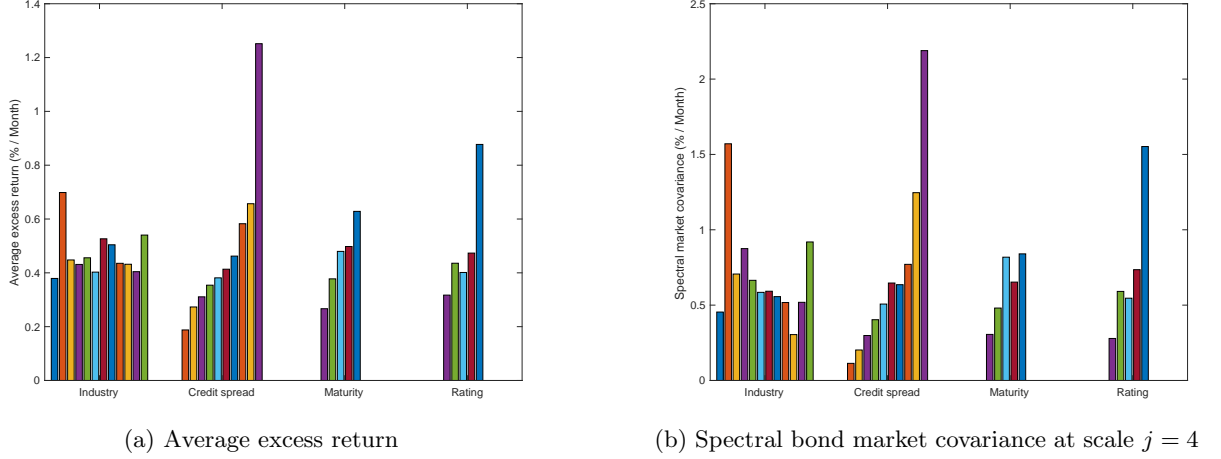 1.4
1.2
1
0.8
0.6
0.4
0.2
0
Average excess return (% / Month)
Industry Credit spread Maturity Rating
(a) Average excess return
2.5
2
1.5
1
0.5
0
Spectral market covariance (% / Month)
Industry Credit spread Maturity Rating
(b) Spectral bond market covariance at scale j = 4